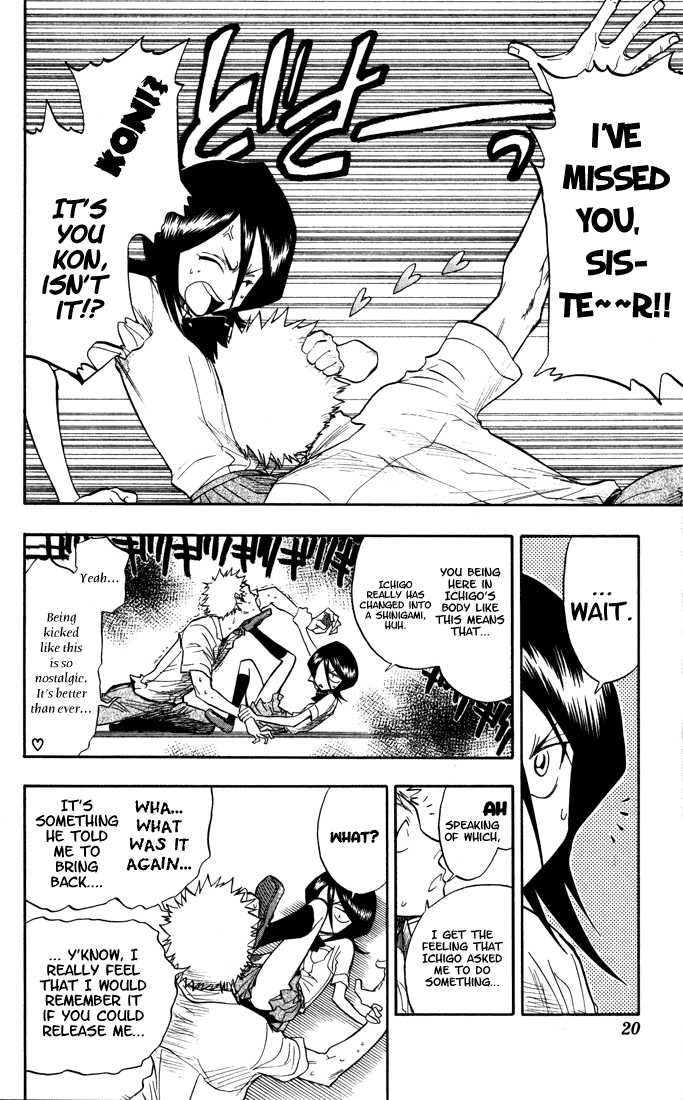 I'VE
MISSED
YOU,
SIS-
TE~~R!!
どさーっ
KON!?
IT'S
YOU
KON,
ISN'T
IT!?
...
WAIT.
YOU BEING
HERE IN
ICHIGO'S
BODY LIKE
THIS MEANS
THAT...
ICHIGO
REALLY HAS
CHANGED INTO
A SHINIGAMI,
HUH.
Yeah...
Being
kicked
like this
is so
nostalgic.
It's better
than ever...
♡
AH
SPEAKING
OF WHICH,
I GET
THE FEELING
THAT ICHIGO
ASKED ME
TO DO
SOMETHING...
WHAT?
WHA...
WHAT
WAS IT
AGAIN...
IT'S
SOMETHING
HE TOLD
ME TO
BRING
BACK....
... Y'KNOW, I
REALLY FEEL
THAT I WOULD
REMEMBER IT
IF YOU COULD
RELEASE ME...
20